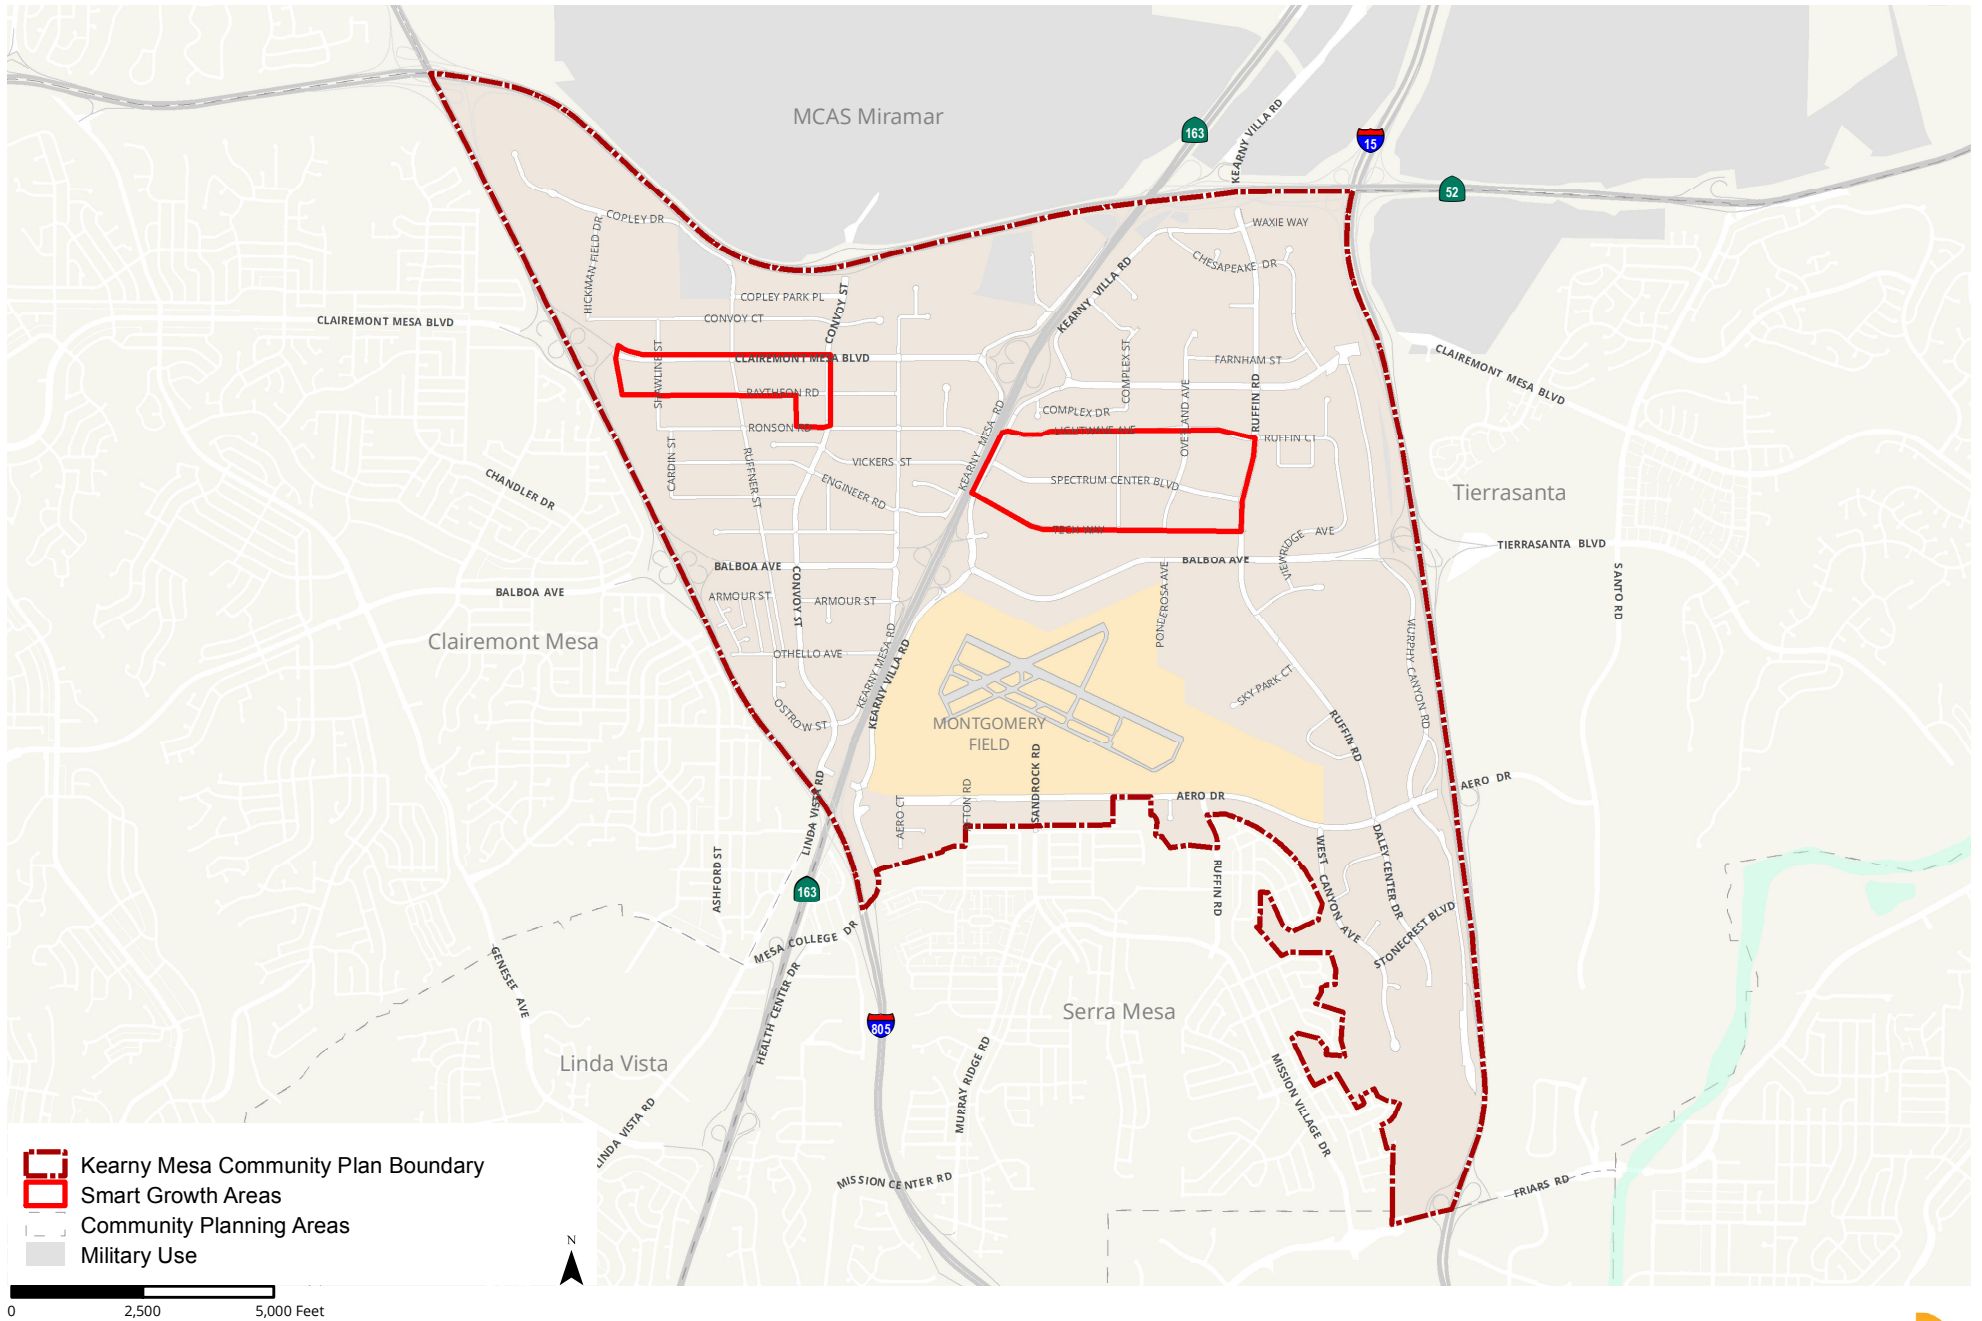 MCAS Miramar
163
KEARNY VILLA RD
15
52
COPLEY DR
HICKMAN FIELD DR
WAXIE WAY
CHESAPEAKE DR
KEARNY VILLA RD
COPLEY PARK PL
CONVOY ST
CONVOY CT
CLAIREMONT MESA BLVD
CLAIREMONT MESA BLVD
SHAWLINE ST
RAYTHEON RD
RONSON RD
FARNHAM ST
COMPLEX ST
OVERLAND AVE
RUFFIN RD
COMPLEX DR
LIGHTWAVE AVE
RUFFIN CT
CLAIREMONT MESA BLVD
KEARNY MESA RD
CARDIN ST
RUFFNER ST
VICKERS ST
ENGINEER RD
SPECTRUM CENTER BLVD
TECH WAY
CHANDLER DR
Tierrasanta
VIEWRIDGE AVE
TIERRASANTA BLVD
SANTO RD
BALBOA AVE
BALBOA AVE
BALBOA AVE
ARMOUR ST
ARMOUR ST
CONVOY ST
PONDEROSA AVE
Clairemont Mesa
OTHELLO AVE
KEARNY MESA RD
KEARNY VILLA RD
MURPHY CANYON RD
OSTROW ST
SKY PARK CT
MONTGOMERY
FIELD
RUFFIN RD
LINDA VISTA RD
AERO CT
SANDROCK RD
AERO DR
AERO DR
ASHFORD ST
163
MESA COLLEGE DR
RUFFIN RD
WEST CANYON AVE
DALEY CENTER DR
STONECREST BLVD
GENESEE AVE
HEALTH CENTER DR
805
Serra Mesa
Linda Vista
MURRAY RIDGE RD
MISSION VILLAGE DR
LINDA VISTA RD
MISSION CENTER RD
FRIARS RD
Kearny Mesa Community Plan Boundary
Smart Growth Areas
Community Planning Areas
Military Use
N
0 2,500 5,000 Feet